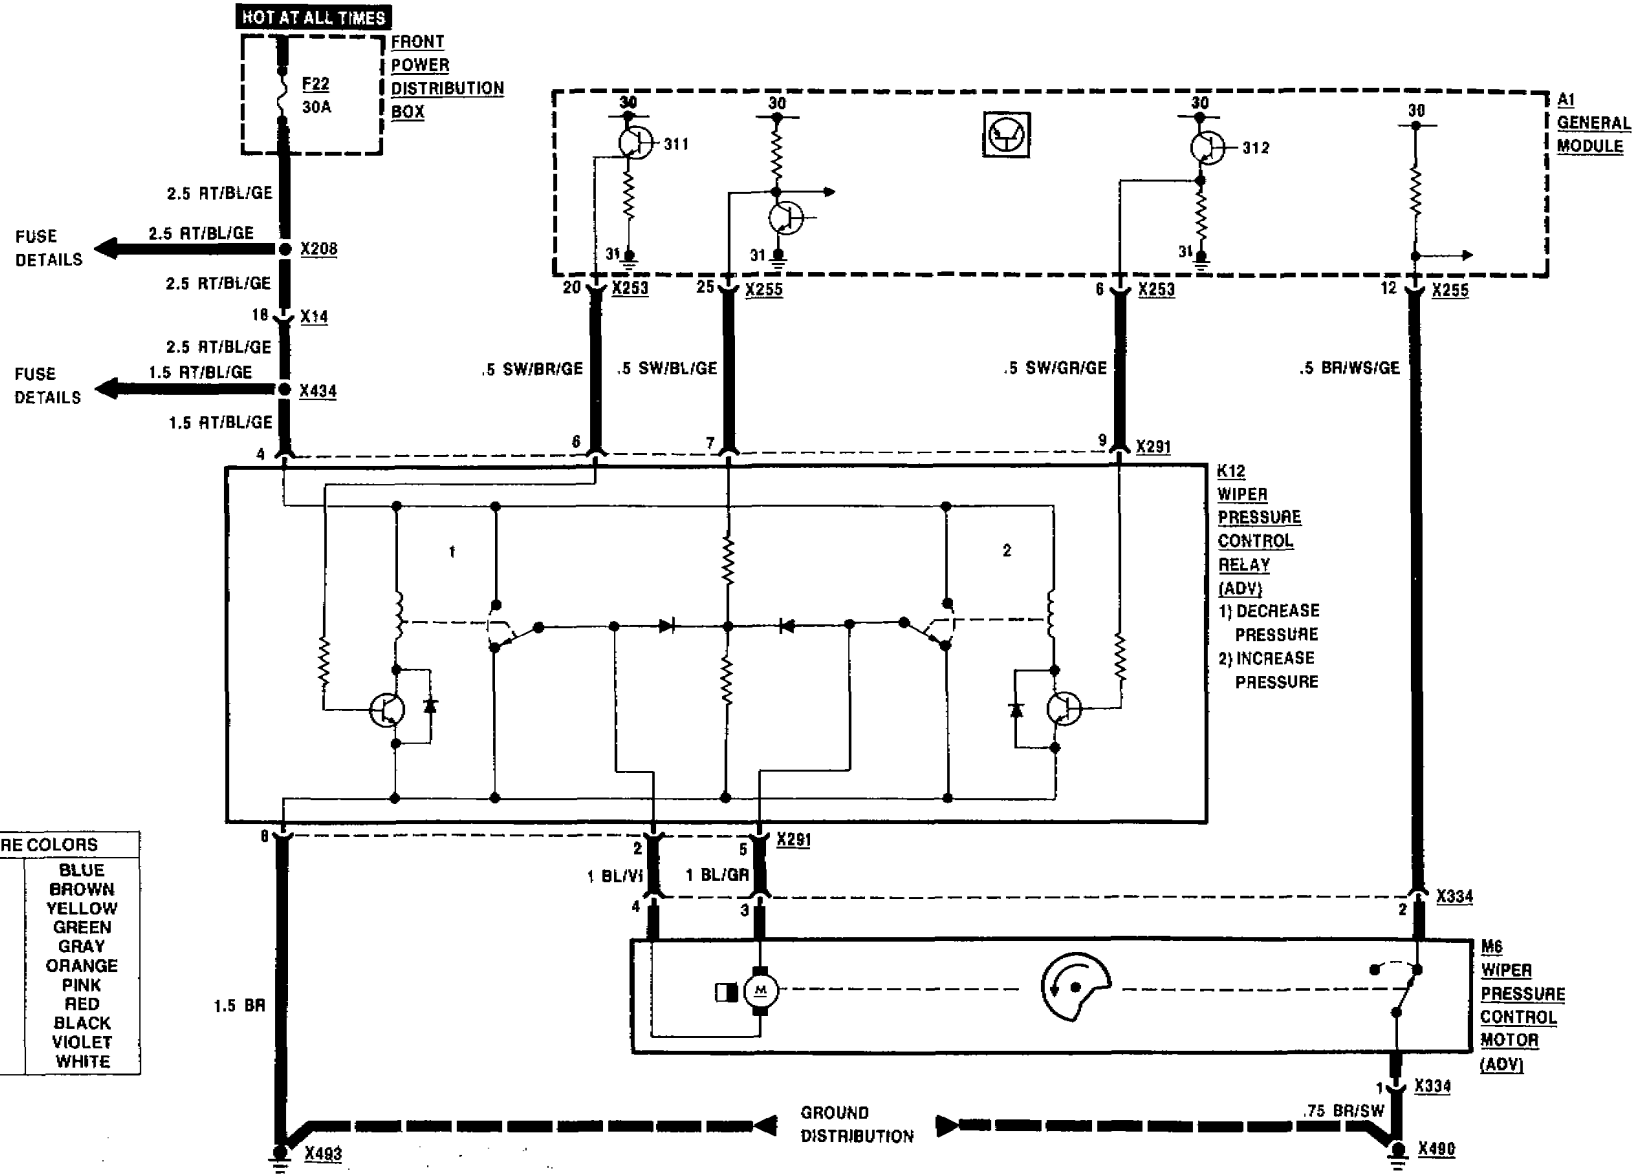 HOT AT ALL TIMES
FRONT
POWER
DISTRIBUTION
BOX
F22
30A
2.5 RT/BL/GE
FUSE
DETAILS
2.5 RT/BL/GE
X208
2.5 RT/BL/GE
18
X14
2.5 RT/BL/GE
FUSE
DETAILS
1.5 RT/BL/GE
X434
1.5 RT/BL/GE
A1
GENERAL
MODULE
30
30
30
30
311
312
31
31
31
20
X253
25
X255
6
X253
12
X255
.5 SW/BR/GE
.5 SW/BL/GE
.5 SW/GR/GE
.5 BR/WS/GE
4
6
7
9
X291
K12
WIPER
PRESSURE
CONTROL
RELAY
(ADV)
1) DECREASE
PRESSURE
2) INCREASE
PRESSURE
1
2
8
2
5
X291
1 BL/VI
1 BL/GR
4
3
2
X334
M6
WIPER
PRESSURE
CONTROL
MOTOR
(ADV)
M
RE COLORS
BLUE
BROWN
YELLOW
GREEN
GRAY
ORANGE
PINK
RED
BLACK
VIOLET
WHITE
1.5 BR
1
X334
.75 BR/SW
GROUND
DISTRIBUTION
X493
X490